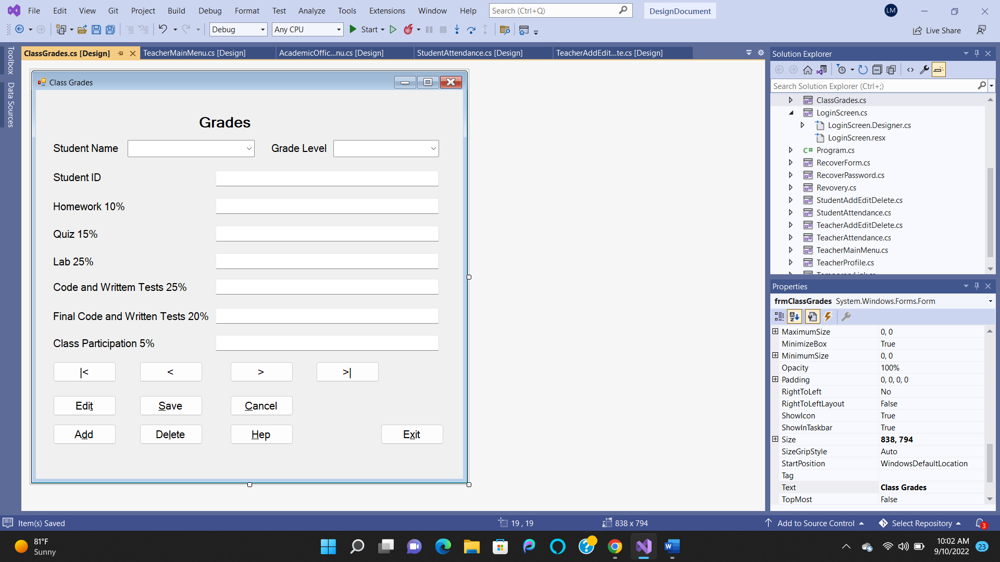 File Edit View Git Project Build Debug Format Test Analyze Tools Extensions Window Help Search (Ctrl+Q) DesignDocument LM
Debug Any CPU Start Live Share
Toolbox
Data Sources
ClassGrades.cs [Design] TeacherMainMenu.cs [Design] AcademicOffic...nu.cs [Design] StudentAttendance.cs [Design] TeacherAddEdit...te.cs [Design]
Class Grades
Grades
Student Name Grade Level
Student ID
Homework 10%
Quiz 15%
Lab 25%
Code and Writtem Tests 25%
Final Code and Written Tests 20%
Class Participation 5%
|< < > >|
Edit Save Cancel
Add Delete Hep Exit
Solution Explorer
Search Solution Explorer (Ctrl+;)
ClassGrades.cs
LoginScreen.cs
LoginScreen.Designer.cs
LoginScreen.resx
C# Program.cs
RecoverForm.cs
RecoverPassword.cs
Revovery.cs
StudentAddEditDelete.cs
StudentAttendance.cs
TeacherAddEditDelete.cs
TeacherAttendance.cs
TeacherMainMenu.cs
TeacherProfile.cs
Properties
frmClassGrades System.Windows.Forms.Form
MaximumSize 0, 0
MinimizeBox True
MinimumSize 0, 0
Opacity 100%
Padding 0, 0, 0, 0
RightToLeft No
RightToLeftLayout False
ShowIcon True
ShowInTaskbar True
Size 838, 794
SizeGripStyle Auto
StartPosition WindowsDefaultLocation
Tag
Text Class Grades
TopMost False
Item(s) Saved 19 , 19 838 x 794 Add to Source Control Select Repository 3
81°F
Sunny
10:02 AM
9/10/2022 23